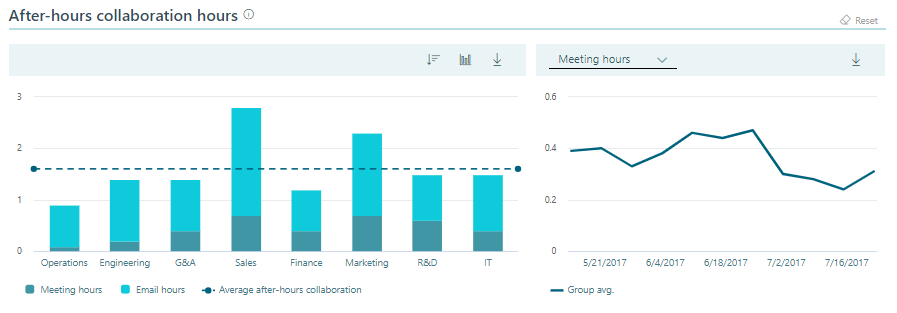 After-hours collaboration hours
Reset
Meeting hours
3
2
1
0
Operations Engineering G&A Sales Finance Marketing R&D IT
Meeting hours Email hours Average after-hours collaboration
0.6
0.4
0.2
0
5/21/2017 6/4/2017 6/18/2017 7/2/2017 7/16/2017
Group avg.